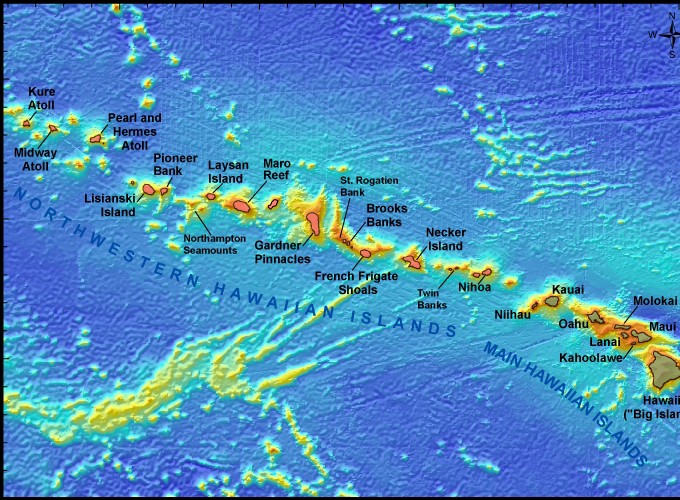 N
W
S
Kure
Atoll
Pearl and
Hermes
Atoll
Midway
Atoll
Pioneer
Bank
Laysan
Island
Maro
Reef
St. Rogatien
Bank
Lisianski
Island
Brooks
Banks
Northampton
Seamounts
Gardner
Pinnacles
Necker
Island
French Frigate
Shoals
Twin
Banks
Nihoa
NORTHWESTERN HAWAIIAN ISLANDS
Kauai
Niihau
Molokai
Oahu
Maui
Lanai
Kahoolawe
MAIN HAWAIIAN ISLANDS
Hawaii
("Big Islan